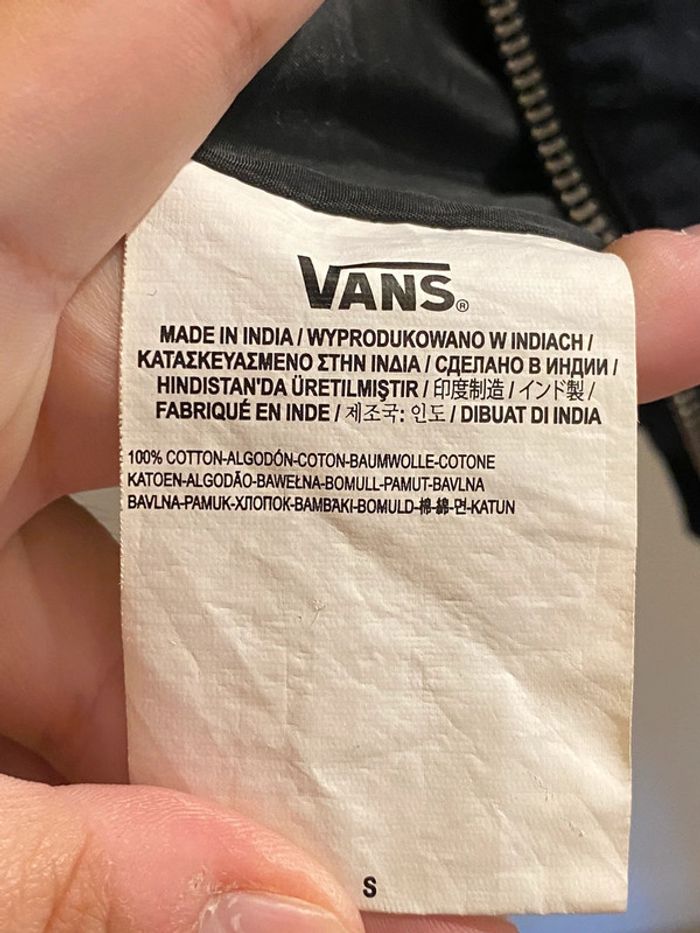 VANS®
MADE IN INDIA / WYPRODUKOWANO W INDIACH /
ΚΑΤΑΣΚΕΥΑΣΜΕΝΟ ΣΤΗΝ ΙΝΔΙΑ / СДЕЛАНО В ИНДИИ /
HINDISTAN'DA ÜRETILMIŞTIR / 印度制造 / インド製 /
FABRIQUÉ EN INDE / 제조국: 인도 / DIBUAT DI INDIA
100% COTTON-ALGODÓN-COTON-BAUMWOLLE-COTONE
KATOEN-ALGODÃO-BAWEŁNA-BOMULL-PAMUT-BAVLNA
BAVLNA-PAMUK-ХЛОПОК-ΒΑΜΒΑΚΙ-BOMULD-棉-綿-면-KATUN
S